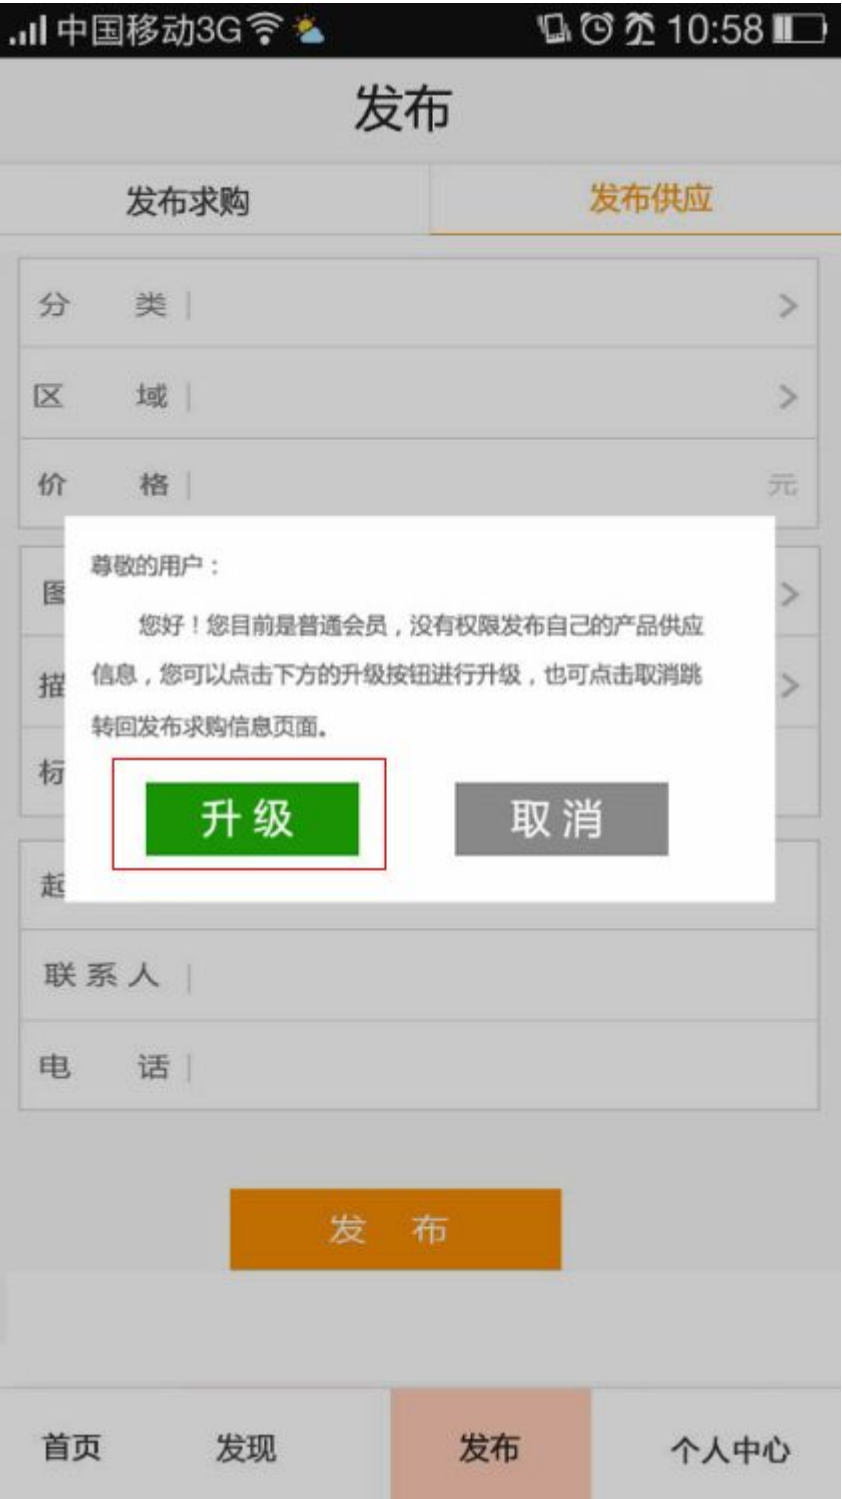 中国移动3G 10:58
发布
发布求购 发布供应
分 类
区 域
价 格 元
图
尊敬的用户：
您好！您目前是普通会员，没有权限发布自己的产品供应
描
信息，您可以点击下方的升级按钮进行升级，也可点击取消跳
转回发布求购信息页面。
标
升级 取消
起
联系人
电 话
发 布
首页 发现 发布 个人中心